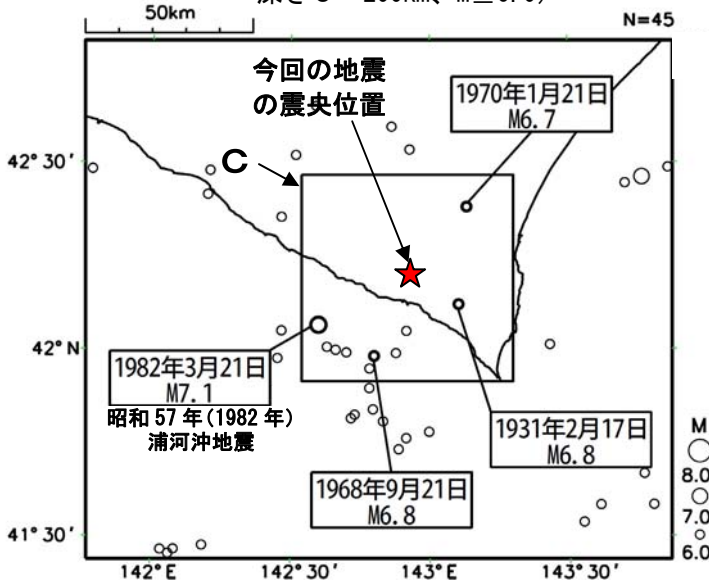 50km
N=45
今回の地震
の震央位置
1970年1月21日
M6.7
42°30′
C
42°N
1982年3月21日
M7.1
昭和57年(1982年)
浦河沖地震
1931年2月17日
M6.8
1968年9月21日
M6.8
M
8.0
7.0
6.0
41°30′
142°E
142°30′
143°E
143°30′